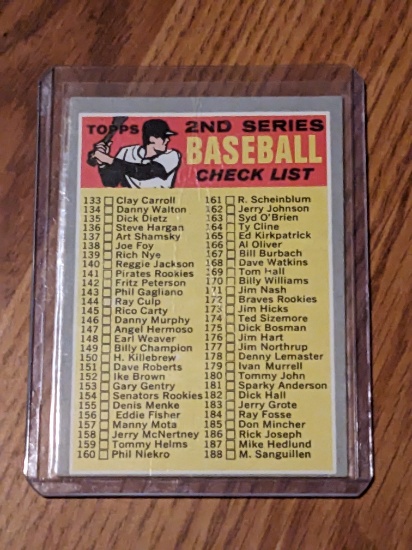 TOPPS
2ND SERIES
BASEBALL
CHECK LIST
133 Clay Carroll
134 Danny Walton
135 Dick Dietz
136 Steve Hargan
137 Art Shamsky
138 Joe Foy
139 Rich Nye
140 Reggie Jackson
141 Pirates Rookies
142 Fritz Peterson
143 Phil Gagliano
144 Ray Culp
145 Rico Carty
146 Danny Murphy
147 Angel Hermoso
148 Earl Weaver
149 Billy Champion
150 H. Killebrew
151 Dave Roberts
152 Ike Brown
153 Gary Gentry
154 Senators Rookies
155 Denis Menke
156 Eddie Fisher
157 Manny Mota
158 Jerry McNertney
159 Tommy Helms
160 Phil Niekro
161 R. Scheinblum
162 Jerry Johnson
163 Syd O'Brien
164 Ty Cline
165 Ed Kirkpatrick
166 Al Oliver
167 Bill Burbach
168 Dave Watkins
169 Tom Hall
170 Billy Williams
171 Jim Nash
172 Braves Rookies
173 Jim Hicks
174 Ted Sizemore
175 Dick Bosman
176 Jim Hart
177 Jim Northrup
178 Denny Lemaster
179 Ivan Murrell
180 Tommy John
181 Sparky Anderson
182 Dick Hall
183 Jerry Grote
184 Ray Fosse
185 Don Mincher
186 Rick Joseph
187 Mike Hedlund
188 M. Sanguillen